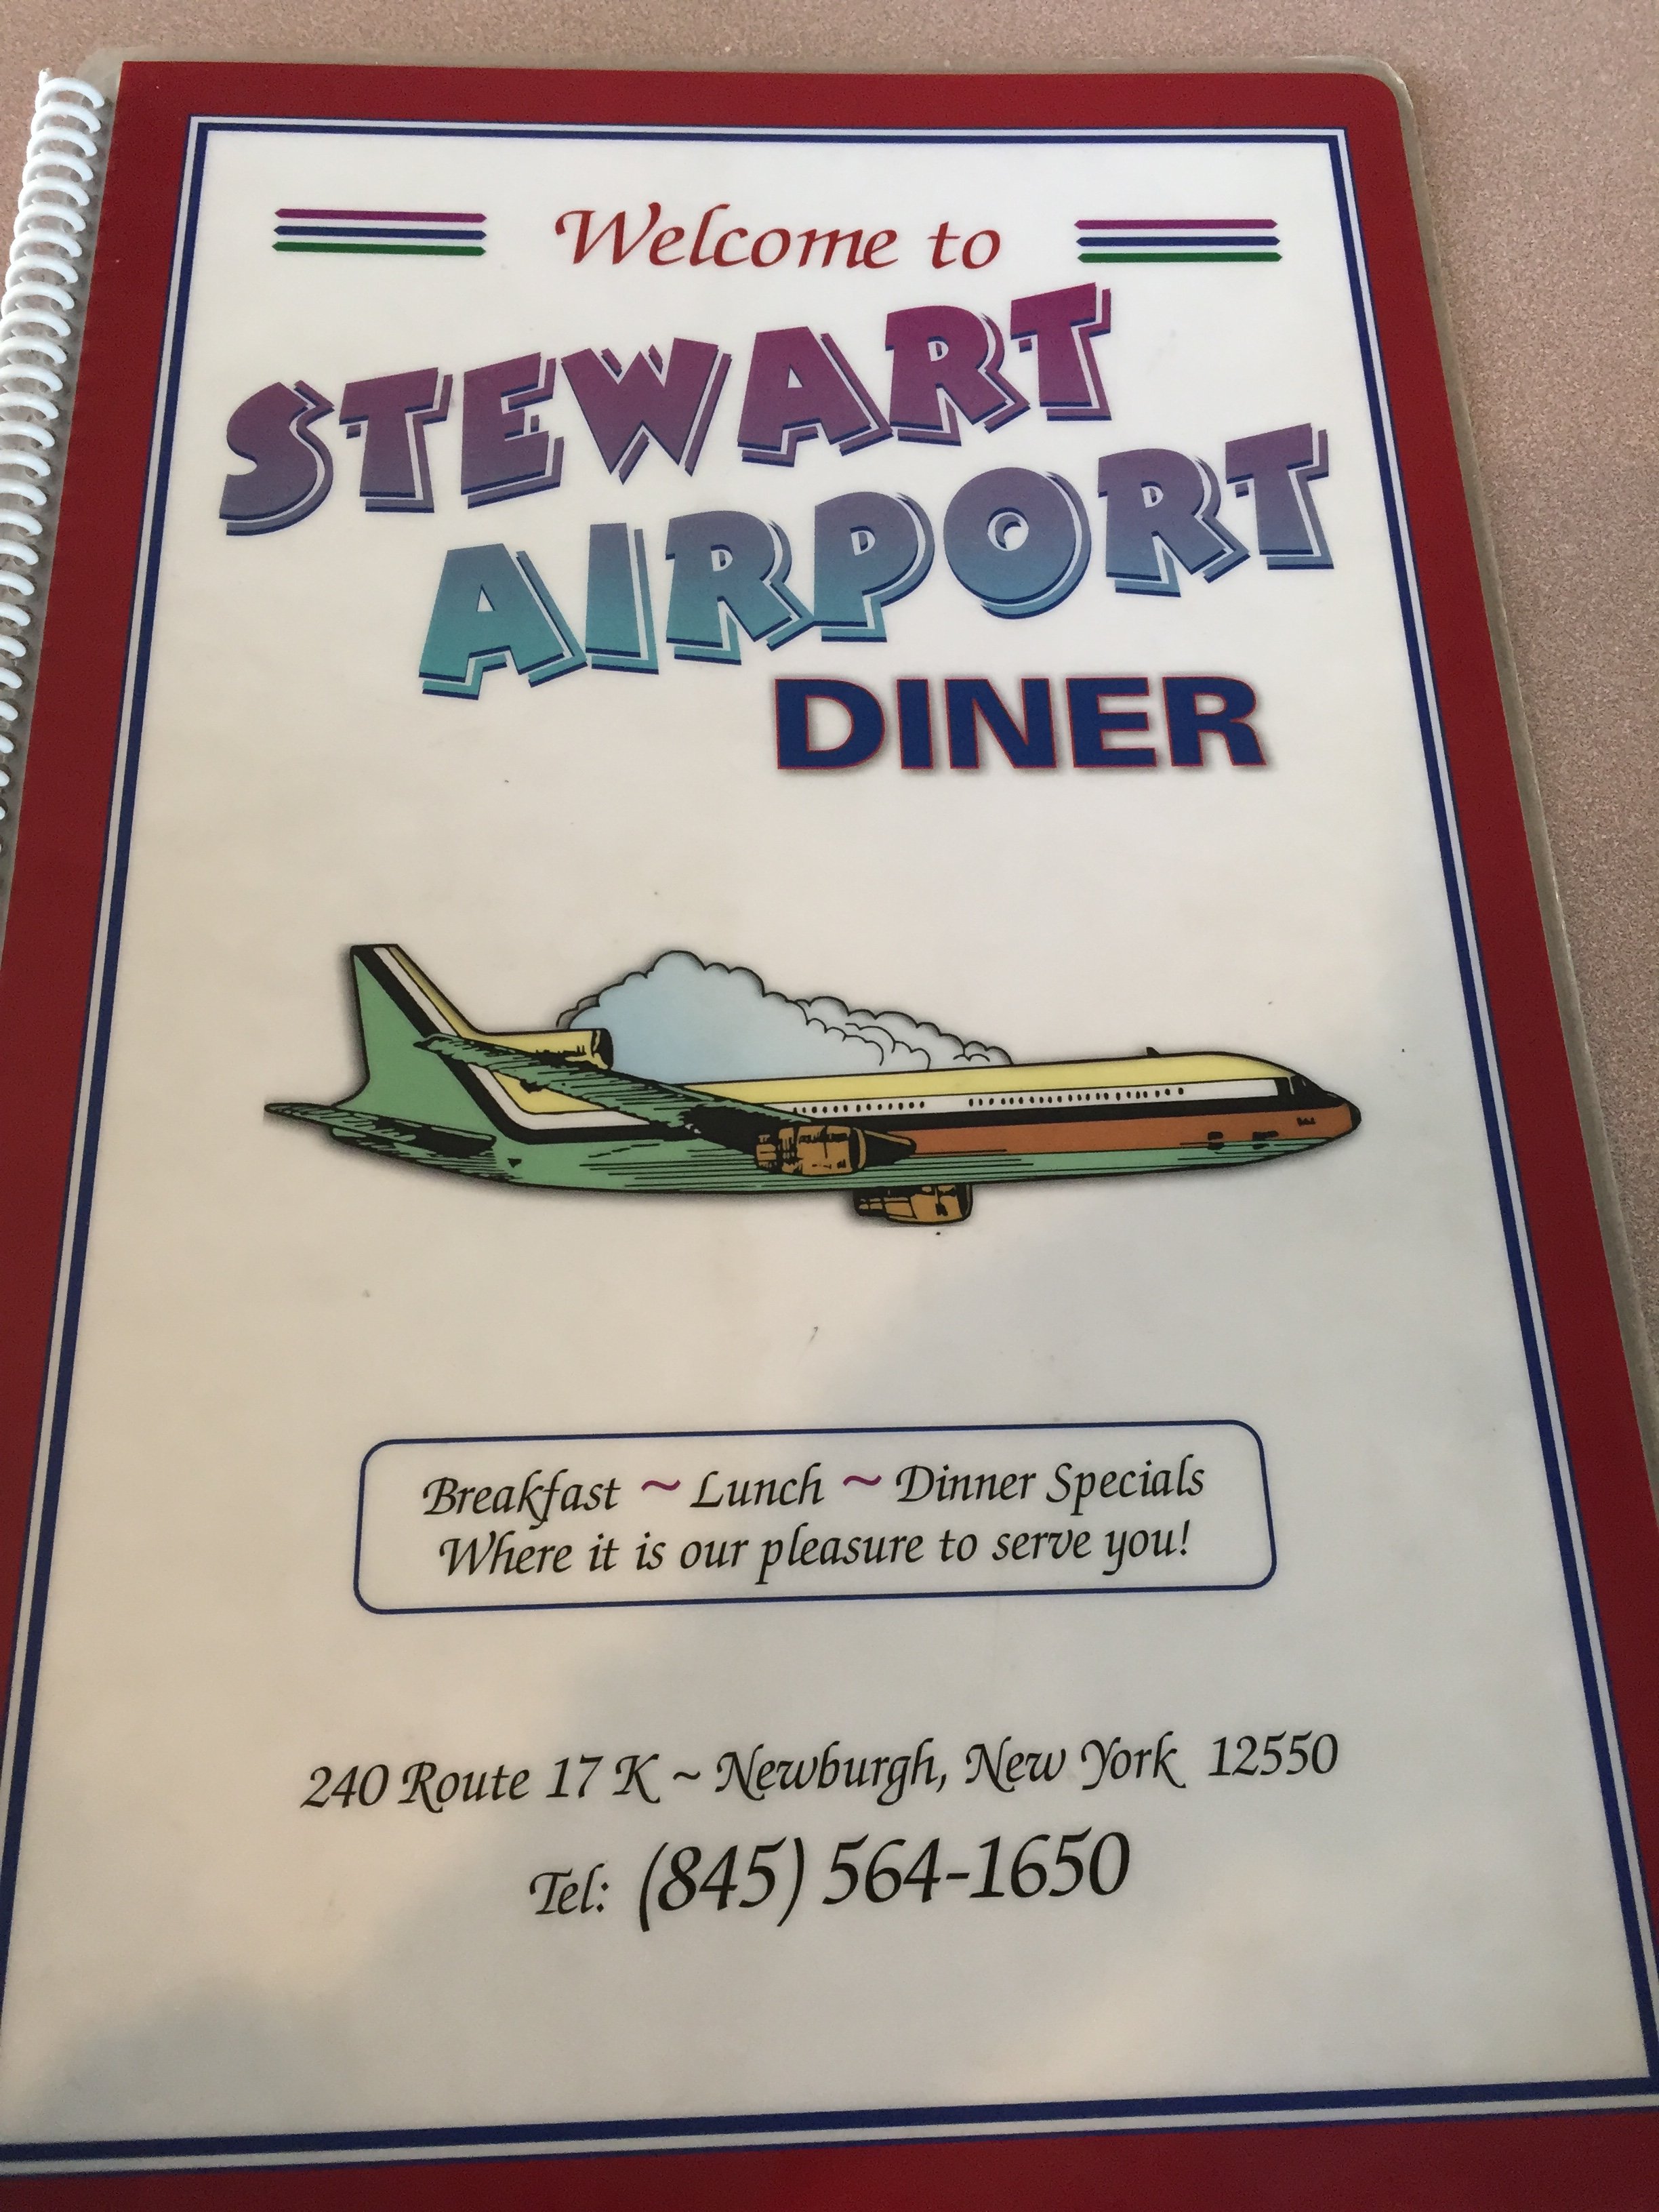 Welcome to
STEWART
AIRPORT
DINER
Breakfast ~ Lunch ~ Dinner Specials
Where it is our pleasure to serve you!
240 Route 17 K ~ Newburgh, New York 12550
Tel: (845) 564-1650